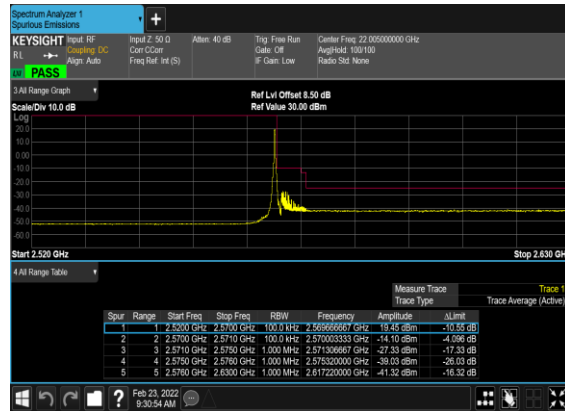 Spectrum Analyzer 1
Spurious Emissions
KEYSIGHT Input: RF Input Z: 50 Ω Atten: 40 dB Trig: Free Run Center Freq: 22.005000000 GHz
RL Coupling: DC Corr CCorr Gate: Off Avg|Hold: 100/100
Align: Auto Freq Ref: Int (S) IF Gain: Low Radio Std: None
PASS
3 All Range Graph
Ref Lvl Offset 8.50 dB
Scale/Div 10.0 dB Ref Value 30.00 dBm
Log
20.0
10.0
0.00
-10.0
-20.0
-30.0
-40.0
-50.0
-60.0
Start 2.520 GHz Stop 2.630 GHz
4 All Range Table
Measure Trace Trace 1
Trace Type Trace Average (Active)
Spur Range Start Freq Stop Freq RBW Frequency Amplitude ΔLimit
1 1 2.5200 GHz 2.5700 GHz 100.0 kHz 2.569666667 GHz 19.45 dBm -10.55 dB
2 2 2.5700 GHz 2.5710 GHz 100.0 kHz 2.570003333 GHz -14.10 dBm -4.096 dB
3 3 2.5710 GHz 2.5750 GHz 1.000 MHz 2.571306667 GHz -27.33 dBm -17.33 dB
4 4 2.5750 GHz 2.5760 GHz 1.000 MHz 2.575320000 GHz -39.03 dBm -26.03 dB
5 5 2.5760 GHz 2.6300 GHz 1.000 MHz 2.617220000 GHz -41.32 dBm -16.32 dB
Feb 23, 2022
9:30:54 AM